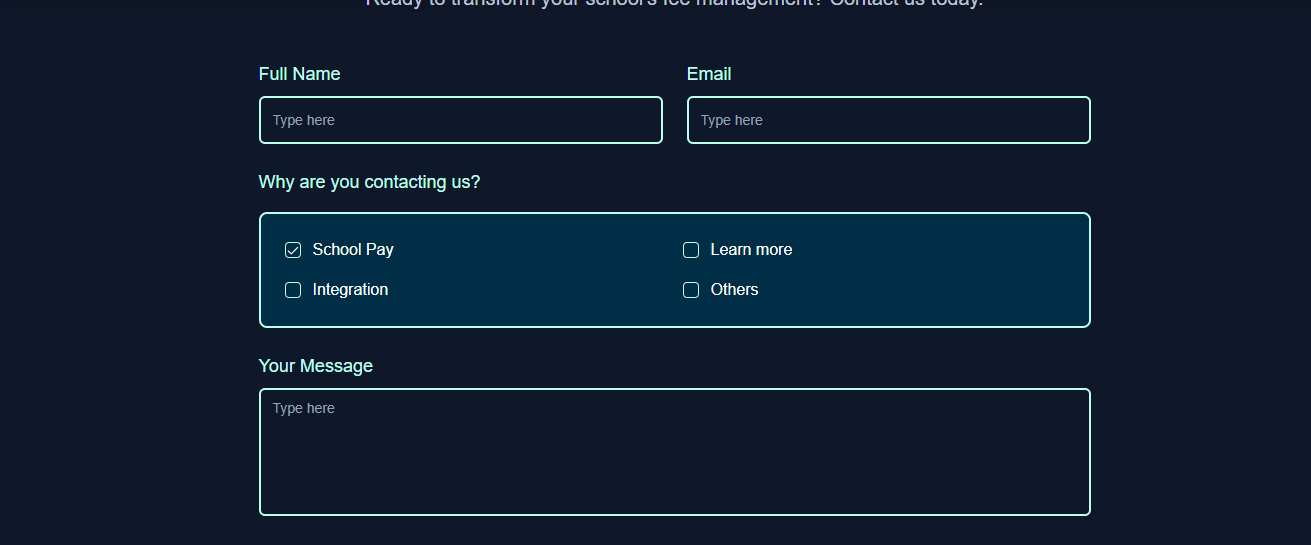 Ready to transform your school's fee management? Contact us today.
Full Name Email
Type here Type here
Why are you contacting us?
School Pay Learn more
Integration Others
Your Message
Type here